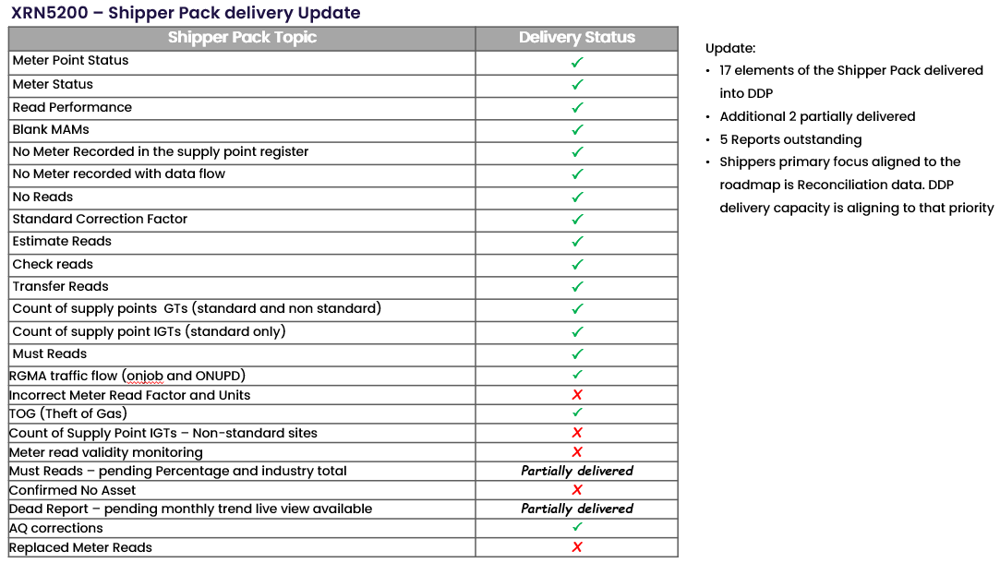 XRN5200 – Shipper Pack delivery Update
Shipper Pack Topic Delivery Status
Meter Point Status ✓
Meter Status ✓
Read Performance ✓
Blank MAMs ✓
No Meter Recorded in the supply point register ✓
No Meter recorded with data flow ✓
No Reads ✓
Standard Correction Factor ✓
Estimate Reads ✓
Check reads ✓
Transfer Reads ✓
Count of supply points  GTs (standard and non standard) ✓
Count of supply point IGTs (standard only) ✓
Must Reads ✓
RGMA traffic flow (onjob and ONUPD) ✓
Incorrect Meter Read Factor and Units X
TOG (Theft of Gas) ✓
Count of Supply Point IGTs – Non-standard sites X
Meter read validity monitoring X
Must Reads – pending Percentage and industry total Partially delivered
Confirmed No Asset X
Dead Report – pending monthly trend live view available Partially delivered
AQ corrections ✓
Replaced Meter Reads X
Update:
• 17 elements of the Shipper Pack delivered
into DDP
• Additional 2 partially delivered
• 5 Reports outstanding
• Shippers primary focus aligned to the
roadmap is Reconciliation data. DDP
delivery capacity is aligning to that priority